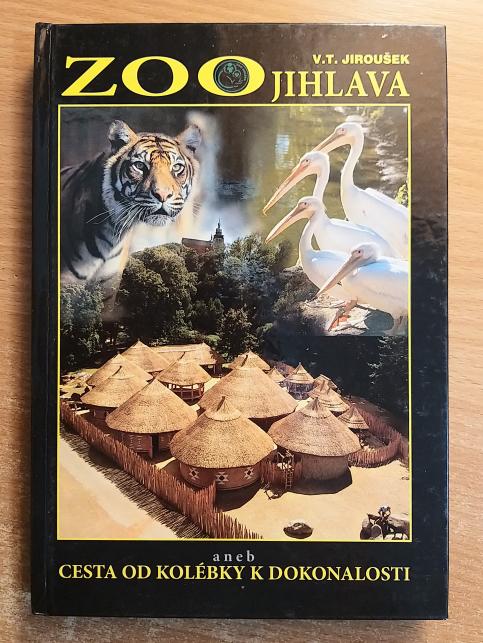 V.T. JIROUŠEK
ZOO JIHLAVA
aneb
CESTA OD KOLÉBKY K DOKONALOSTI